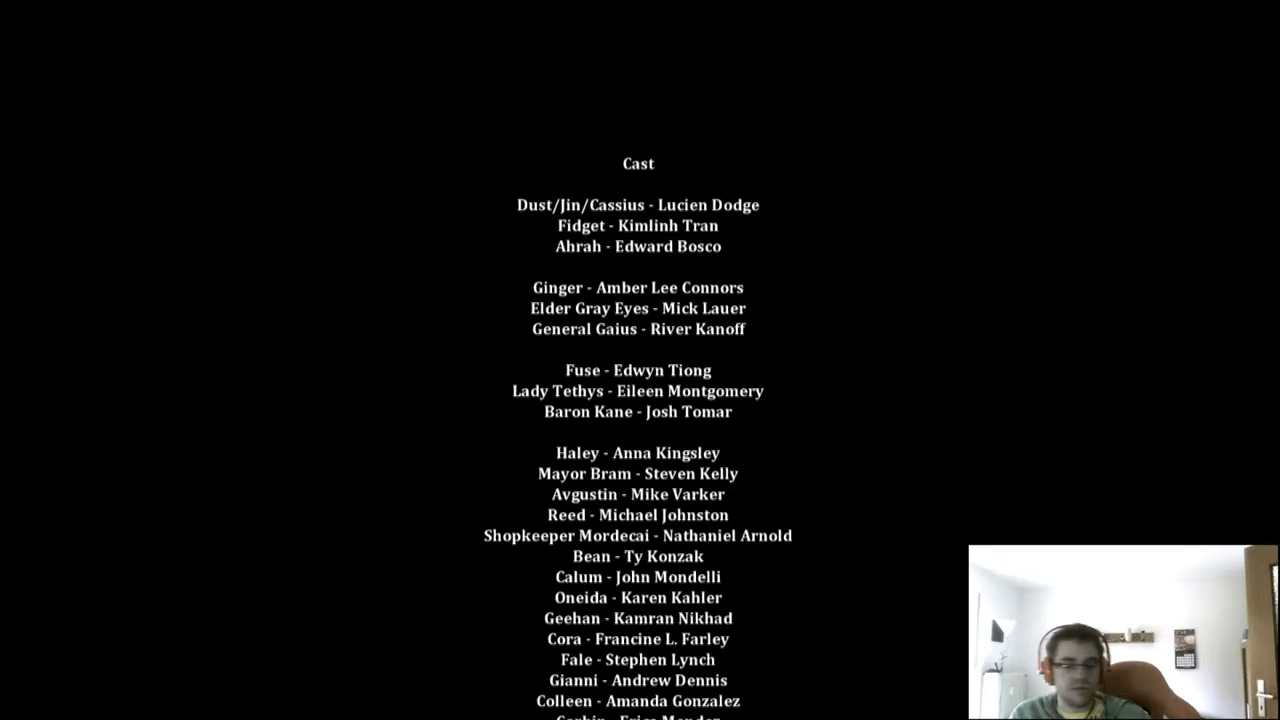 Cast
Dust/Jin/Cassius - Lucien Dodge
Fidget - Kimlinh Tran
Ahrah - Edward Bosco
Ginger - Amber Lee Connors
Elder Gray Eyes - Mick Lauer
General Gaius - River Kanoff
Fuse - Edwyn Tiong
Lady Tethys - Eileen Montgomery
Baron Kane - Josh Tomar
Haley - Anna Kingsley
Mayor Bram - Steven Kelly
Avgustin - Mike Varker
Reed - Michael Johnston
Shopkeeper Mordecai - Nathaniel Arnold
Bean - Ty Konzak
Calum - John Mondelli
Oneida - Karen Kahler
Geehan - Kamran Nikhad
Cora - Francine L. Farley
Fale - Stephen Lynch
Gianni - Andrew Dennis
Colleen - Amanda Gonzalez